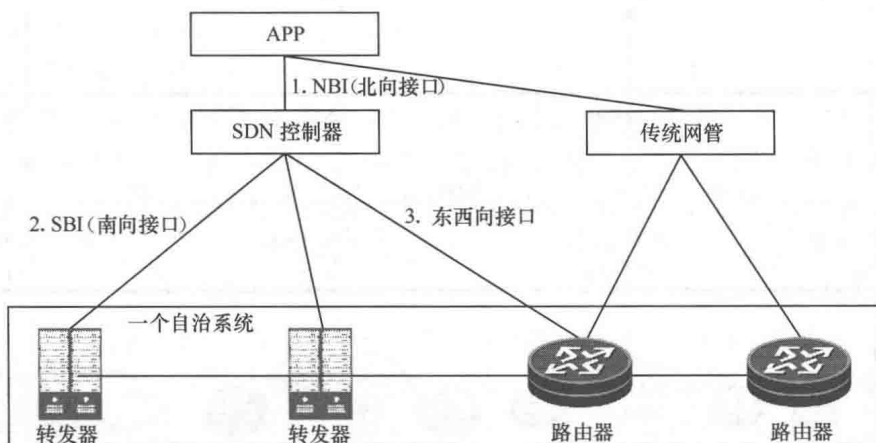 APP
1. NBI(北向接口)
SDN 控制器
传统网管
2. SBI(南向接口)
3. 东西向接口
一个自治系统
转发器
转发器
路由器
路由器